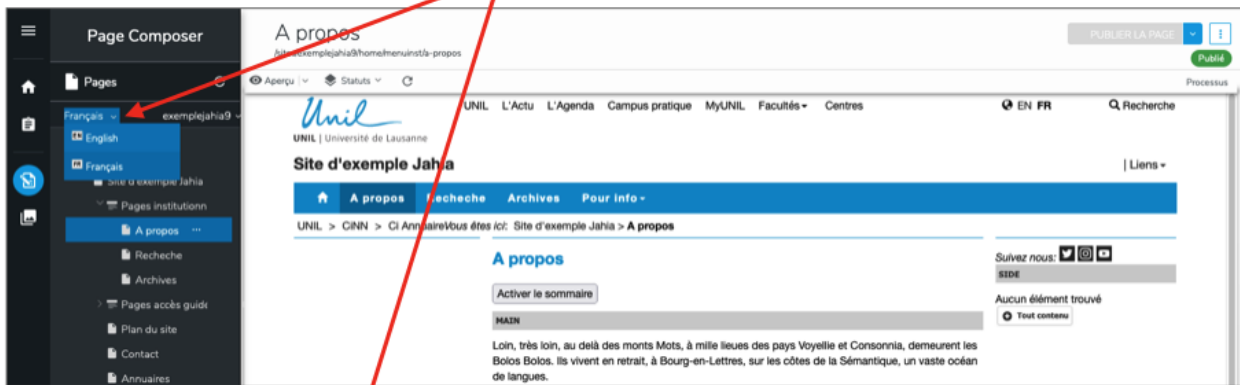 Page Composer
A propos
/sites/exemplejahia9/home/menuinst/a-propos
PUBLIER LA PAGE
Publié
Pages
Aperçu
Statuts
Processus
Français
exemplejahia9
English
Français
Site d'exemple Jahia
Pages institutionn
A propos ...
Recheche
Archives
Pages accès guidé
Plan du site
Contact
Annuaires
Unil
UNIL | Université de Lausanne
UNIL L'Actu L'Agenda Campus pratique MyUNIL Facultés Centres
EN FR
Recherche
Site d'exemple Jahia
| Liens
A propos Recheche Archives Pour info
UNIL > CiNN > Ci AnnuaireVous êtes ici: Site d'exemple Jahia > A propos
A propos
Activer le sommaire
MAIN
Loin, très loin, au delà des monts Mots, à mille lieues des pays Voyellie et Consonnia, demeurent les
Bolos Bolos. Ils vivent en retrait, à Bourg-en-Lettres, sur les côtes de la Sémantique, un vaste océan
de langues.
Suivez nous:
SIDE
Aucun élément trouvé
Tout contenu